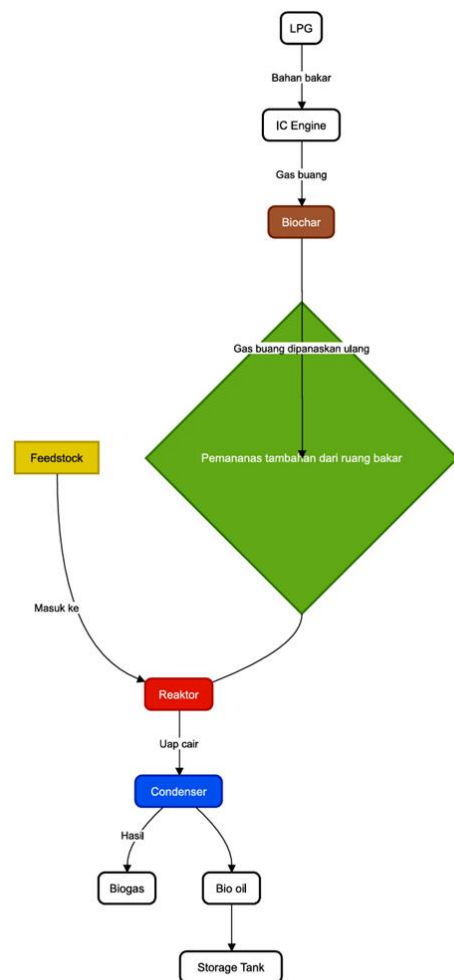 LPG
Bahan bakar
IC Engine
Gas buang
Biochar
Gas buang dipanaskan ulang
Pemananas tambahan dari ruang bakar
Feedstock
Masuk ke
Reaktor
Uap cair
Condenser
Hasil
Biogas
Bio oil
Storage Tank